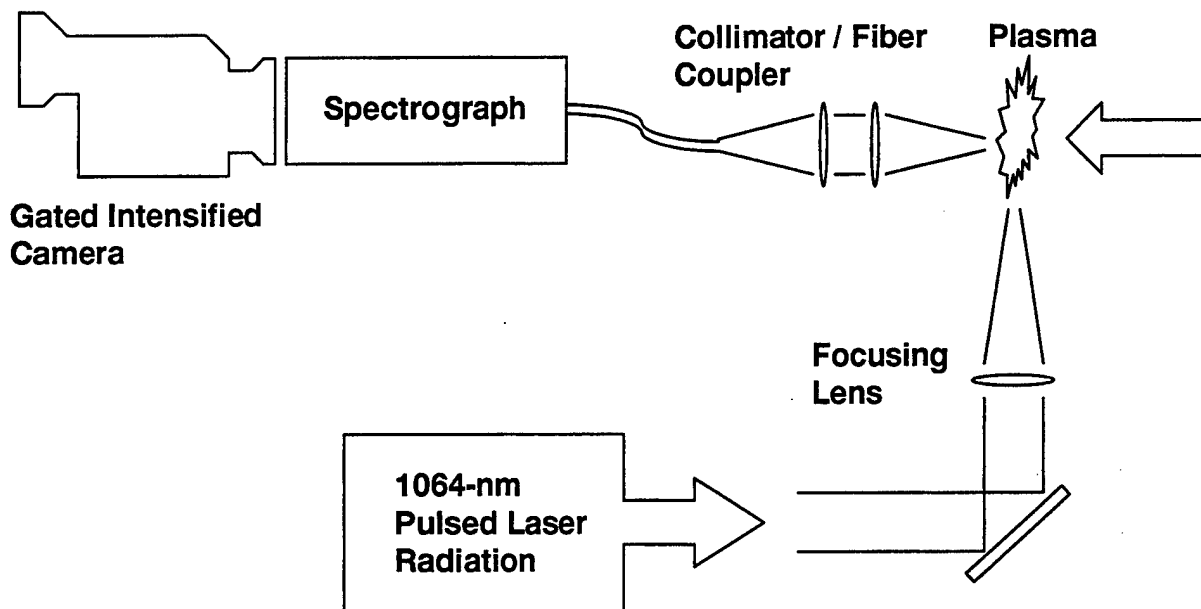 Collimator / Fiber
Coupler
Plasma
Spectrograph
Gated Intensified
Camera
Focusing
Lens
1064-nm
Pulsed Laser
Radiation